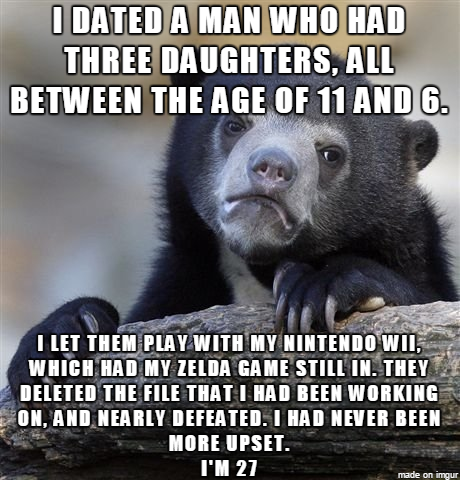 I DATED A MAN WHO HAD
THREE DAUGHTERS, ALL
BETWEEN THE AGE OF 11 AND 6.
I LET THEM PLAY WITH MY NINTENDO WII,
WHICH HAD MY ZELDA GAME STILL IN. THEY
DELETED THE FILE THAT I HAD BEEN WORKING
ON, AND NEARLY DEFEATED. I HAD NEVER BEEN
MORE UPSET.
I'M 27
made on imgur